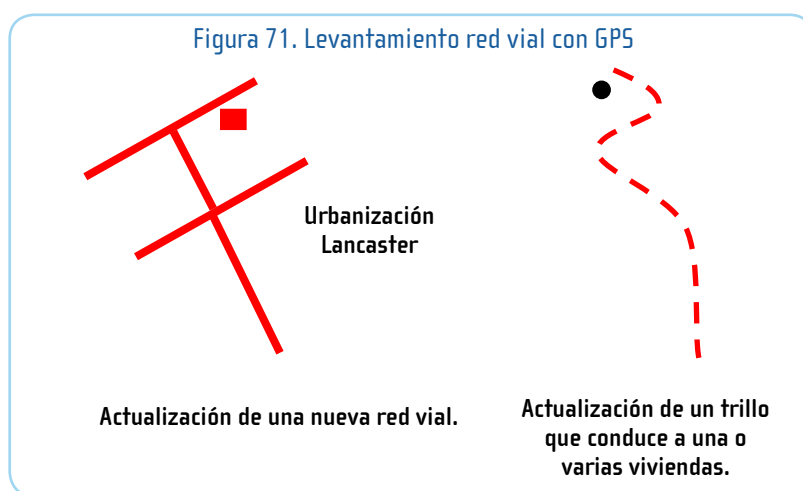 Figura 71. Levantamiento red vial con GPS
Urbanización
Lancaster
Actualización de una nueva red vial.
Actualización de un trillo
que conduce a una o
varias viviendas.